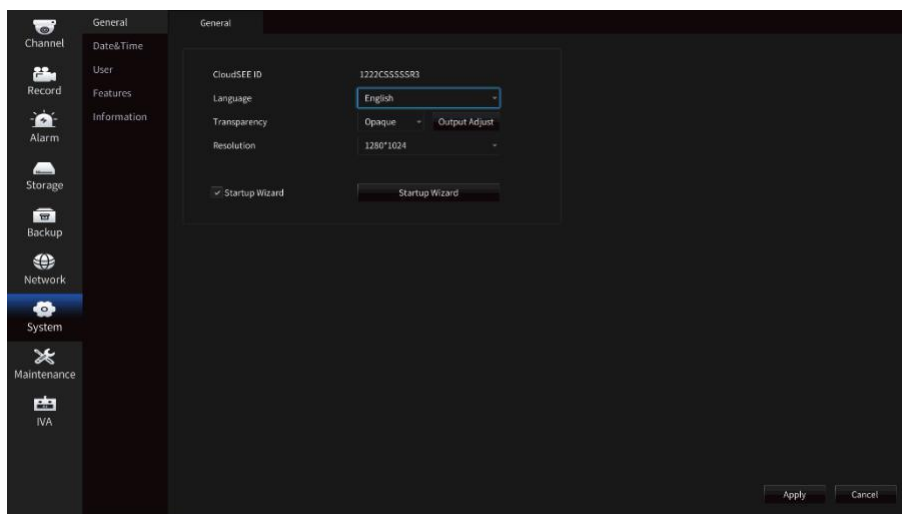 Channel
Record
Alarm
Storage
Backup
Network
System
Maintenance
IVA
General
Date&Time
User
Features
Information
General
CloudSEE ID 1222CSSSSSR3
Language English
Transparency Opaque Output Adjust
Resolution 1280*1024
Startup Wizard Startup Wizard
Apply Cancel